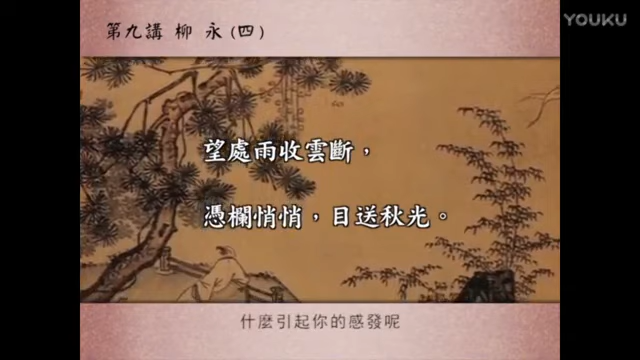 第九講 柳 永(四)
YOUKU
望處雨收雲斷，
憑欄悄悄，目送秋光。
什麼引起你的感發呢